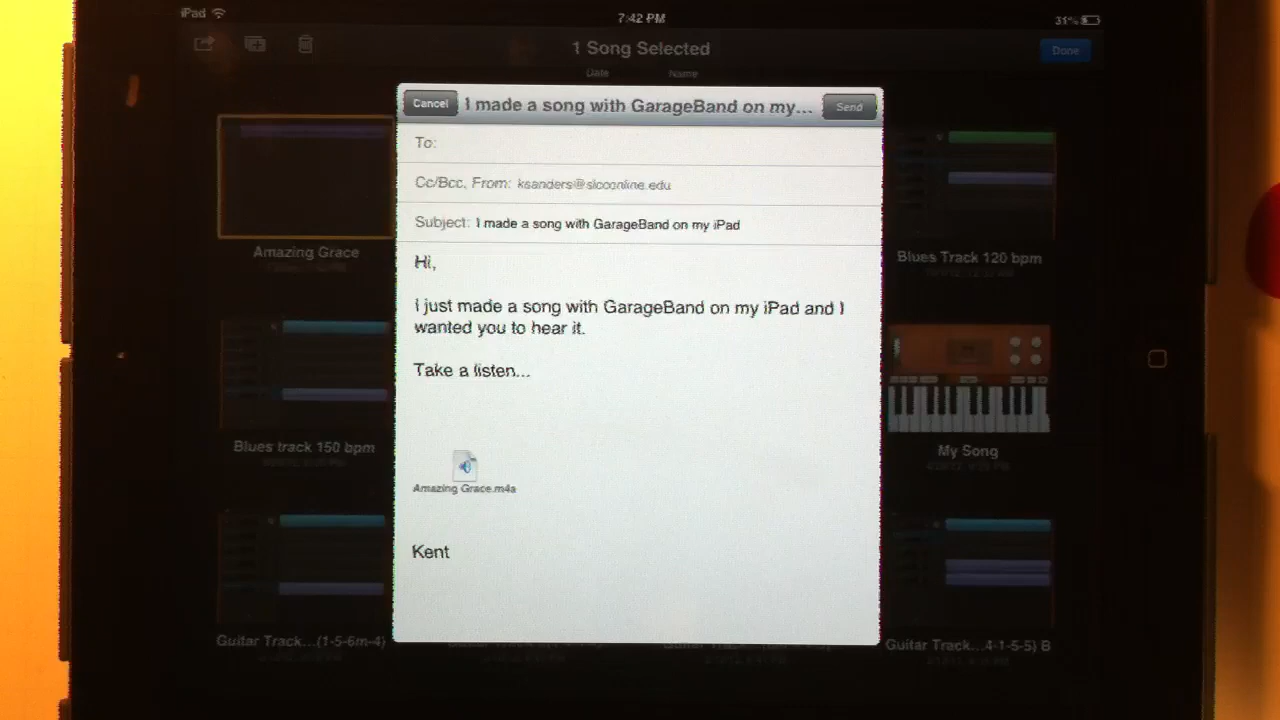 iPad
7:42 PM
31%
1 Song Selected
Done
Date
Name
Cancel
I made a song with GarageBand on my...
Send
To:
Cc/Bcc, From: ksanders@slcconline.edu
Subject: I made a song with GarageBand on my iPad
Hi,
I just made a song with GarageBand on my iPad and I
wanted you to hear it.
Take a listen...
Amazing Grace.m4a
Kent
Amazing Grace
Blues Track 120 bpm
Blues track 150 bpm
My Song
Guitar Track...(1-5-6m-4)
Guitar Track...4-1-5-5) B